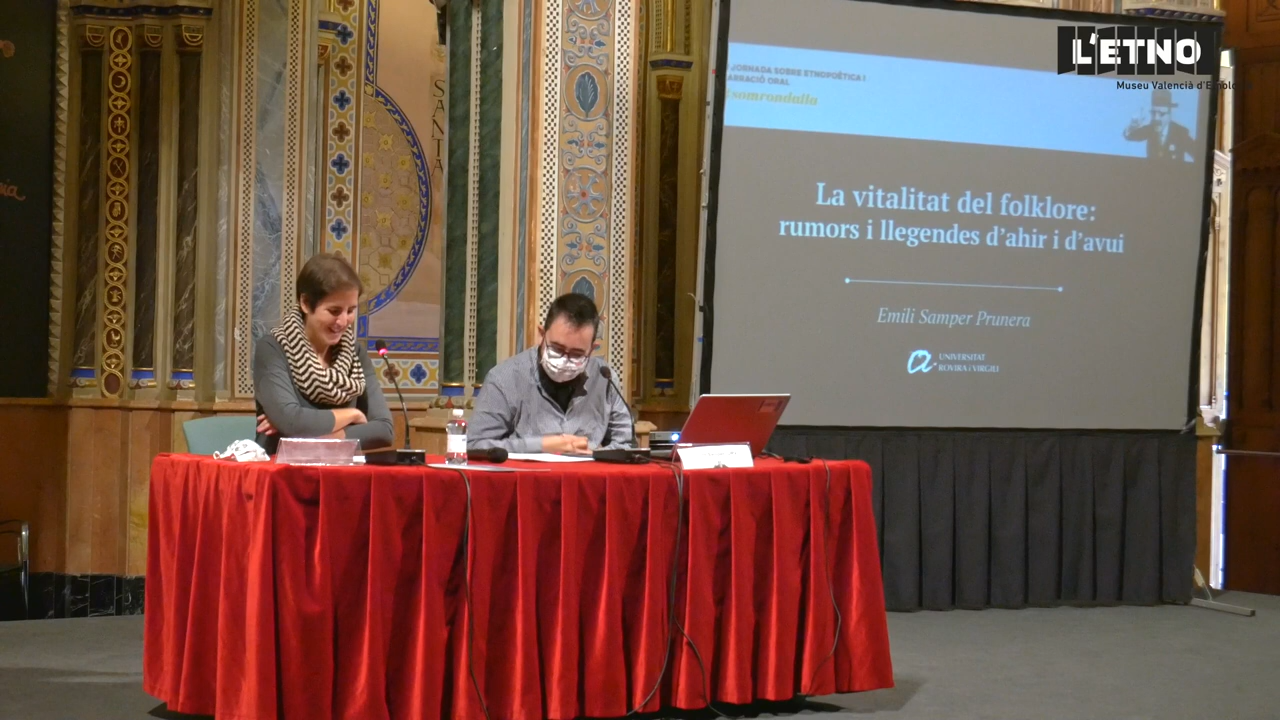 L'ETNO
Museu Valencià d'Etnologia
JORNADA SOBRE ETNOPOÈTICA I
NARRACIÓ ORAL
#somrondalla
La vitalitat del folklore:
rumors i llegendes d'ahir i d'avui
Emili Samper Prunera
UNIVERSITAT
ROVIRA i VIRGILI
SANTA